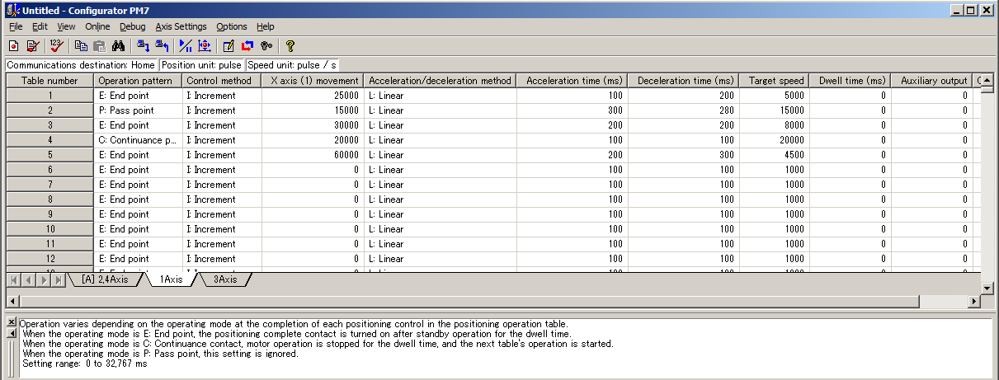 Untitled - Configurator PM7
File Edit View Online Debug Axis Settings Options Help
Communications destination: Home Position unit: pulse Speed unit: pulse / s
Table number Operation pattern Control method X axis (1) movement Acceleration/deceleration method Acceleration time (ms) Deceleration time (ms) Target speed Dwell time (ms) Auxiliary output
1 E: End point I: Increment 25000 L: Linear 100 200 5000 0 0
2 P: Pass point I: Increment 15000 L: Linear 300 280 15000 0 0
3 E: End point I: Increment 30000 L: Linear 200 200 8000 0 0
4 C: Continuance p... I: Increment 20000 L: Linear 100 100 20000 0 0
5 E: End point I: Increment 60000 L: Linear 200 300 4500 0 0
6 E: End point I: Increment 0 L: Linear 100 100 1000 0 0
7 E: End point I: Increment 0 L: Linear 100 100 1000 0 0
8 E: End point I: Increment 0 L: Linear 100 100 1000 0 0
9 E: End point I: Increment 0 L: Linear 100 100 1000 0 0
10 E: End point I: Increment 0 L: Linear 100 100 1000 0 0
11 E: End point I: Increment 0 L: Linear 100 100 1000 0 0
12 E: End point I: Increment 0 L: Linear 100 100 1000 0 0
[A] 2,4Axis 1Axis 3Axis
Operation varies depending on the operating mode at the completion of each positioning control in the positioning operation table.
When the operating mode is E: End point, the positioning complete contact is turned on after standby operation for the dwell time.
When the operating mode is C: Continuance contact, motor operation is stopped for the dwell time, and the next table's operation is started.
When the operating mode is P: Pass point, this setting is ignored.
Setting range: 0 to 32,767 ms